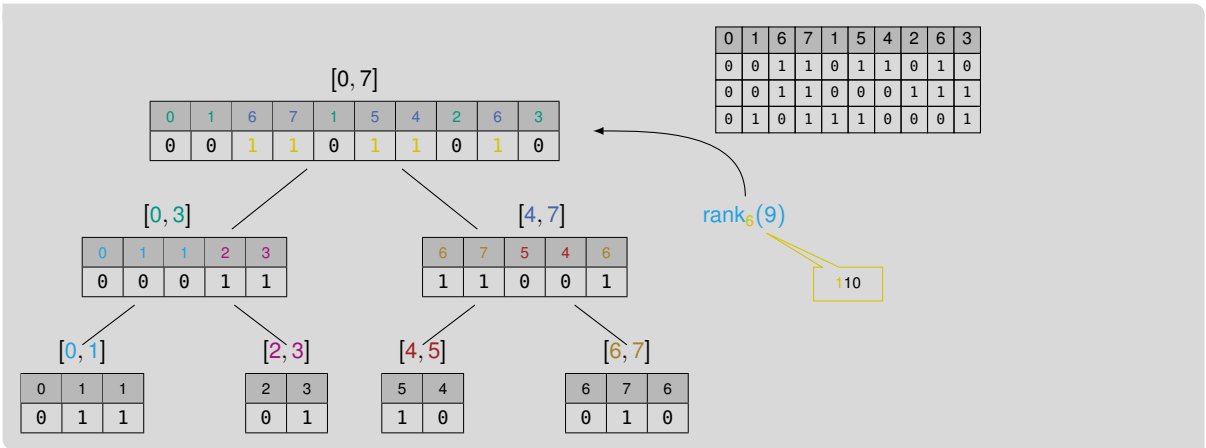 0 1 6 7 1 5 4 2 6 3
0 0 1 1 0 1 1 0 1 0
0 0 1 1 0 0 0 1 1 1
0 1 0 1 1 1 0 0 0 1
[0, 7]
0 1 6 7 1 5 4 2 6 3
0 0 1 1 0 1 1 0 1 0
[0, 3]
0 1 1 2 3
0 0 0 1 1
[4, 7]
6 7 5 4 6
1 1 0 0 1
rank6(9)
110
[0, 1]
0 1 1
0 1 1
[2, 3]
2 3
0 1
[4, 5]
5 4
1 0
[6, 7]
6 7 6
0 1 0